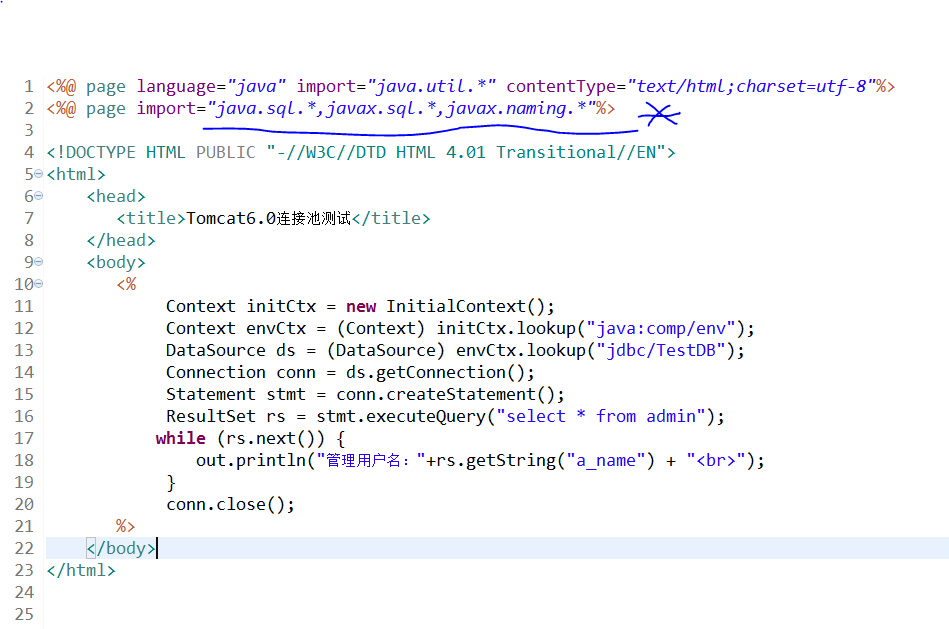 1 <%@ page language="java" import="java.util.*" contentType="text/html;charset=utf-8"%>
2 <%@ page import="java.sql.*,javax.sql.*,javax.naming.*"%>
3
4 <!DOCTYPE HTML PUBLIC "-//W3C//DTD HTML 4.01 Transitional//EN">
5 <html>
6     <head>
7        <title>Tomcat6.0连接池测试</title>
8     </head>
9     <body>
10        <%
11             Context initCtx = new InitialContext();
12             Context envCtx = (Context) initCtx.lookup("java:comp/env");
13             DataSource ds = (DataSource) envCtx.lookup("jdbc/TestDB");
14             Connection conn = ds.getConnection();
15             Statement stmt = conn.createStatement();
16             ResultSet rs = stmt.executeQuery("select * from admin");
17            while (rs.next()) {
18                out.println("管理用户名："+rs.getString("a_name") + "<br>");
19             }
20             conn.close();
21        %>
22     </body>
23 </html>
24
25